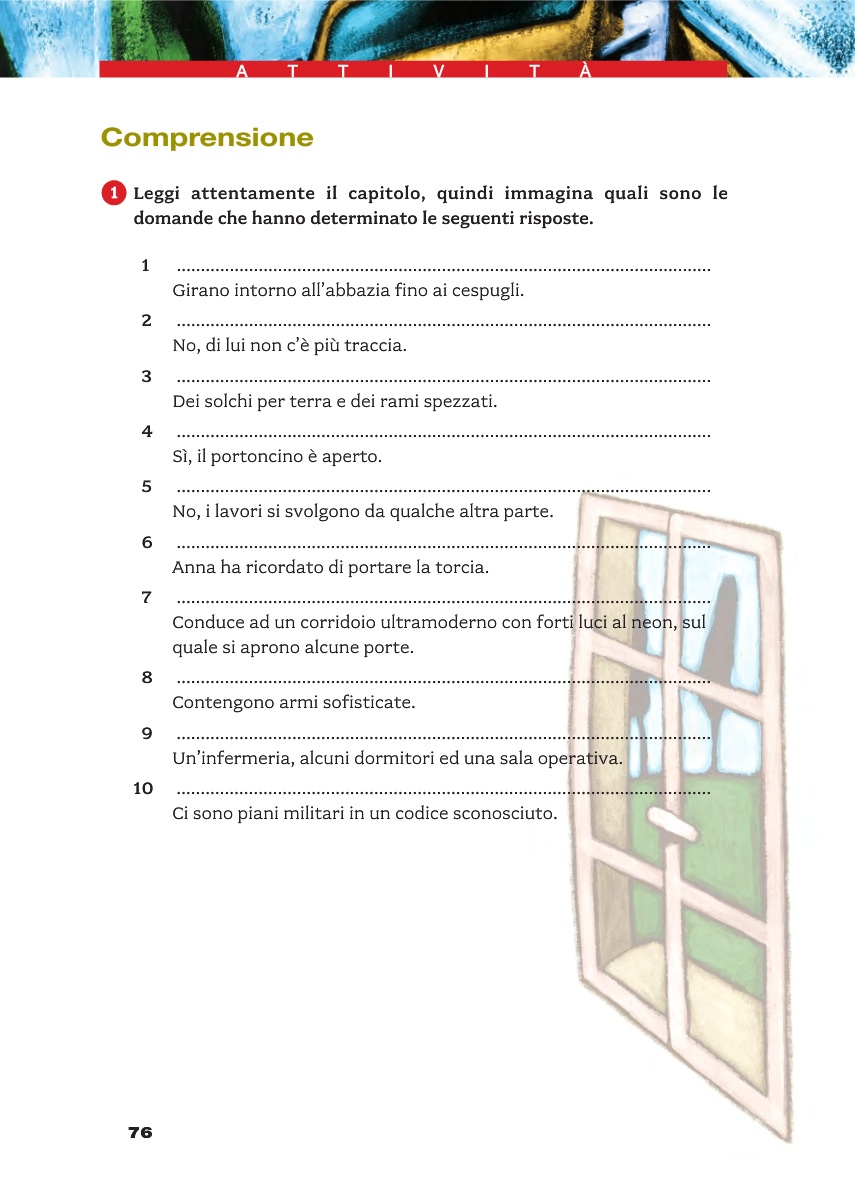 ATTIVITÀ
Comprensione
1 Leggi attentamente il capitolo, quindi immagina quali sono le
domande che hanno determinato le seguenti risposte.
1 ................................................................................................................
Girano intorno all'abbazia fino ai cespugli.
2 ................................................................................................................
No, di lui non c'è più traccia.
3 ................................................................................................................
Dei solchi per terra e dei rami spezzati.
4 ................................................................................................................
Sì, il portoncino è aperto.
5 ................................................................................................................
No, i lavori si svolgono da qualche altra parte.
6 ................................................................................................................
Anna ha ricordato di portare la torcia.
7 ................................................................................................................
Conduce ad un corridoio ultramoderno con forti luci al neon, sul
quale si aprono alcune porte.
8 ................................................................................................................
Contengono armi sofisticate.
9 ................................................................................................................
Un'infermeria, alcuni dormitori ed una sala operativa.
10 ................................................................................................................
Ci sono piani militari in un codice sconosciuto.
76